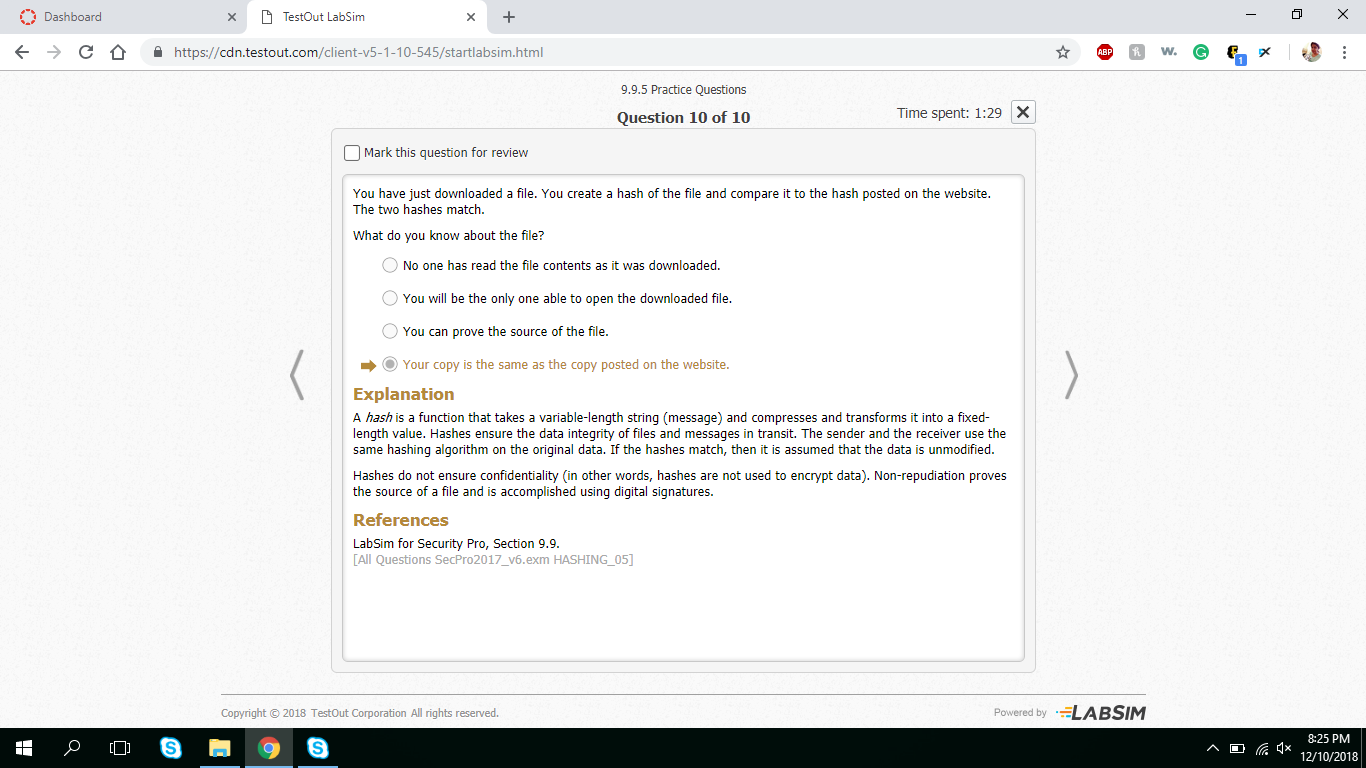 Dashboard
TestOut LabSim
https://cdn.testout.com/client-v5-1-10-545/startlabsim.html
ABP
w.
1
9.9.5 Practice Questions
Question 10 of 10
Time spent: 1:29
Mark this question for review
You have just downloaded a file. You create a hash of the file and compare it to the hash posted on the website.
The two hashes match.
What do you know about the file?
No one has read the file contents as it was downloaded.
You will be the only one able to open the downloaded file.
You can prove the source of the file.
Your copy is the same as the copy posted on the website.
Explanation
A hash is a function that takes a variable-length string (message) and compresses and transforms it into a fixed-
length value. Hashes ensure the data integrity of files and messages in transit. The sender and the receiver use the
same hashing algorithm on the original data. If the hashes match, then it is assumed that the data is unmodified.
Hashes do not ensure confidentiality (in other words, hashes are not used to encrypt data). Non-repudiation proves
the source of a file and is accomplished using digital signatures.
References
LabSim for Security Pro, Section 9.9.
[All Questions SecPro2017_v6.exm HASHING_05]
Copyright © 2018 TestOut Corporation All rights reserved.
Powered by LABSIM
8:25 PM
12/10/2018